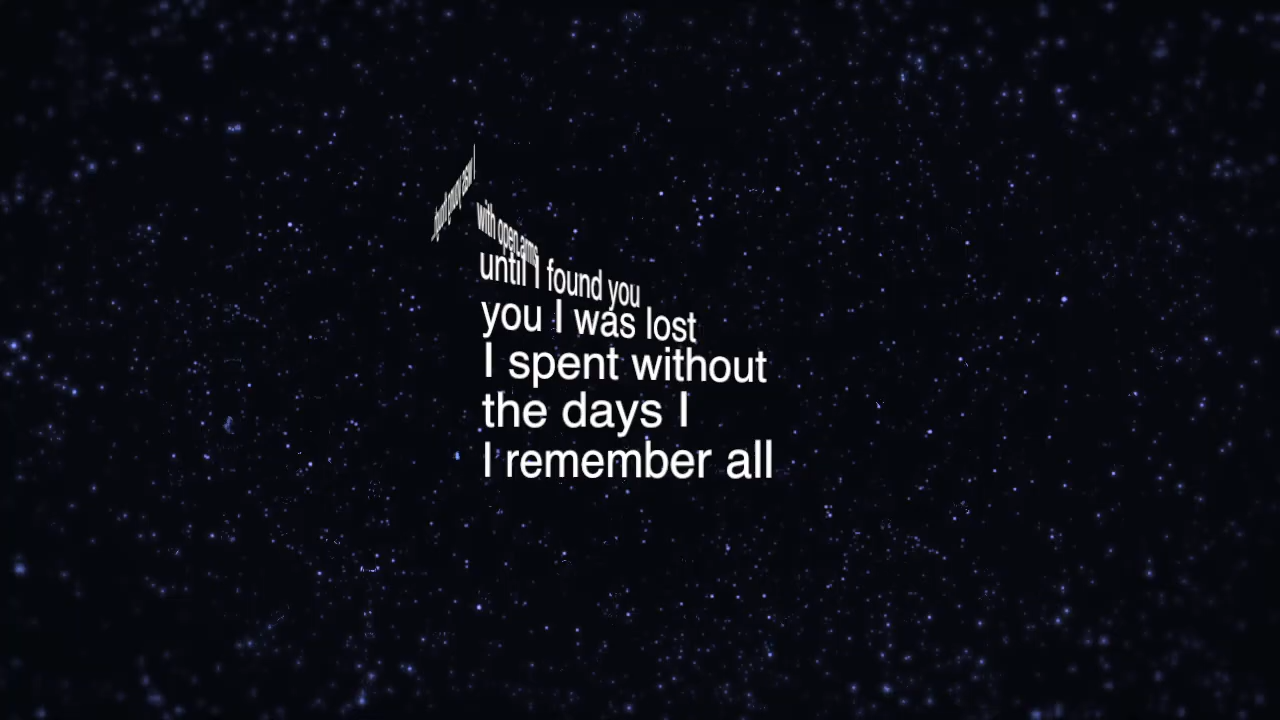 with open arms
until I found you
you I was lost
I spent without
the days I
I remember all